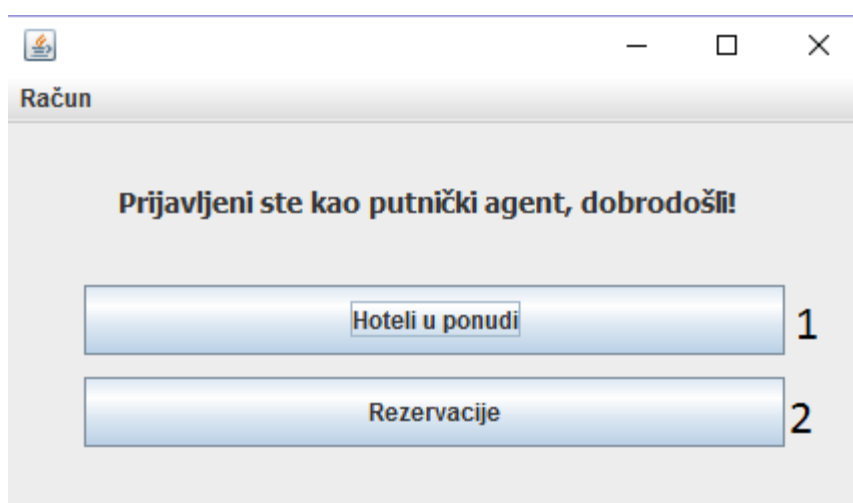 Račun
Prijavljeni ste kao putnički agent, dobrodošli!
Hoteli u ponudi 1
Rezervacije 2